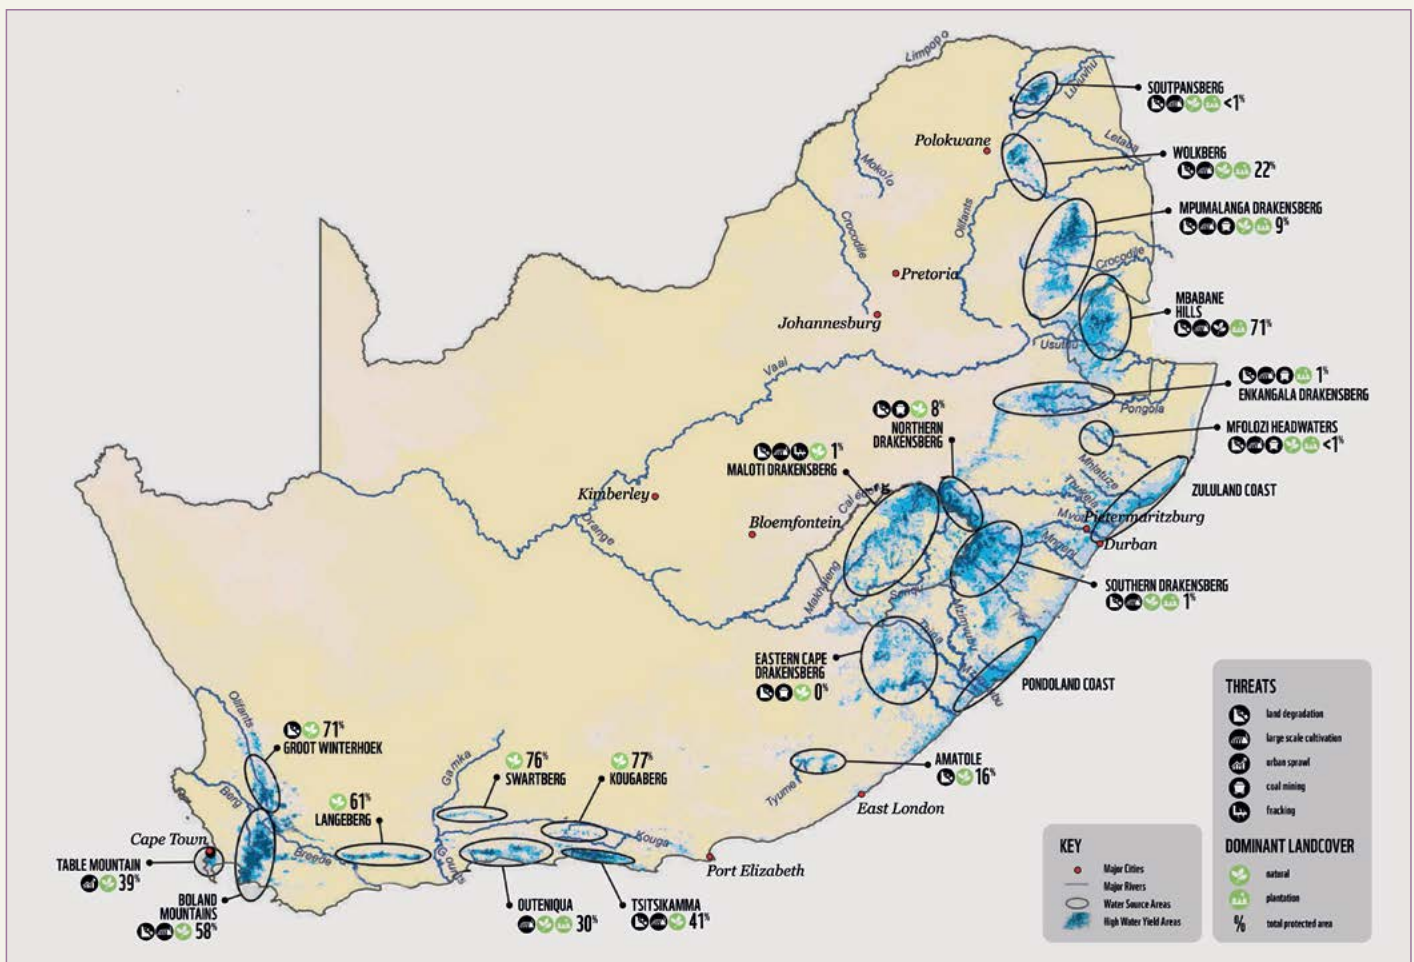 Limpopo
Luvuvhu
SOUTPANSBERG
<1%
Polokwane
Letaba
Mokolo
WOLKBERG
22%
Olifants
MPUMALANGA DRAKENSBERG
9%
Crocodile
Crocodile
Pretoria
Johannesburg
MBABANE
HILLS
71%
Usuthu
Vaal
1%
ENKANGALA DRAKENSBERG
Pongola
8%
NORTHERN
DRAKENSBERG
MFOLOZI HEADWATERS
<1%
1%
MALOTI DRAKENSBERG
Mhlatuze
ZULULAND COAST
Kimberley
Caledon
Thukela
Bloemfontein
Orange
Pietermaritzburg
Mngeni
Durban
Makhaleng
Senqu
SOUTHERN DRAKENSBERG
1%
Mzimvubu
EASTERN CAPE
DRAKENSBERG
0%
PONDOLAND COAST
Olifants
71%
GROOT WINTERHOEK
76%
SWARTBERG
77%
KOUGABERG
Gamka
AMATOLE
16%
Tyume
East London
Berg
61%
LANGEBERG
Cape Town
Breede
Gourits
Kouga
Port Elizabeth
TABLE MOUNTAIN
39%
BOLAND
MOUNTAINS
58%
OUTENIQUA
30%
TSITSIKAMMA
41%
KEY
Major Cities
Major Rivers
Water Source Areas
High Water Yield Areas
THREATS
land degradation
large scale cultivation
urban sprawl
coal mining
fracking
DOMINANT LANDCOVER
natural
plantation
% total protected area